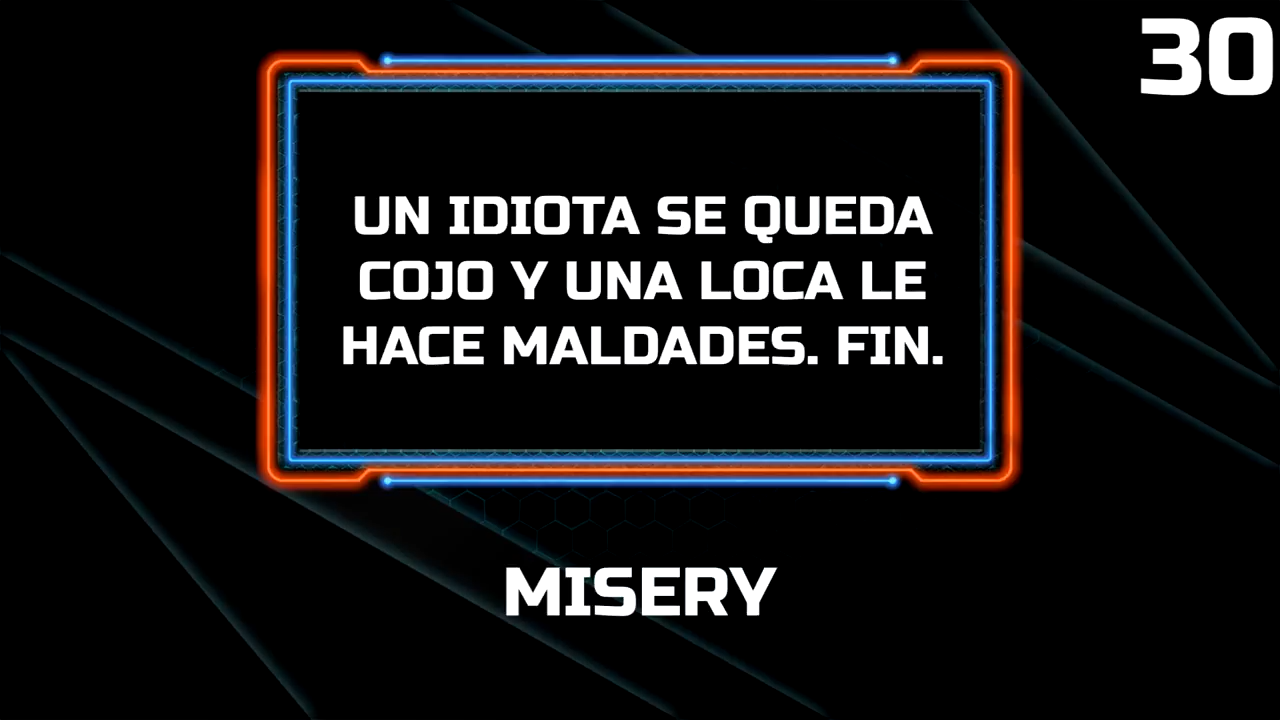 30
UN IDIOTA SE QUEDA
COJO Y UNA LOCA LE
HACE MALDADES. FIN.
MISERY